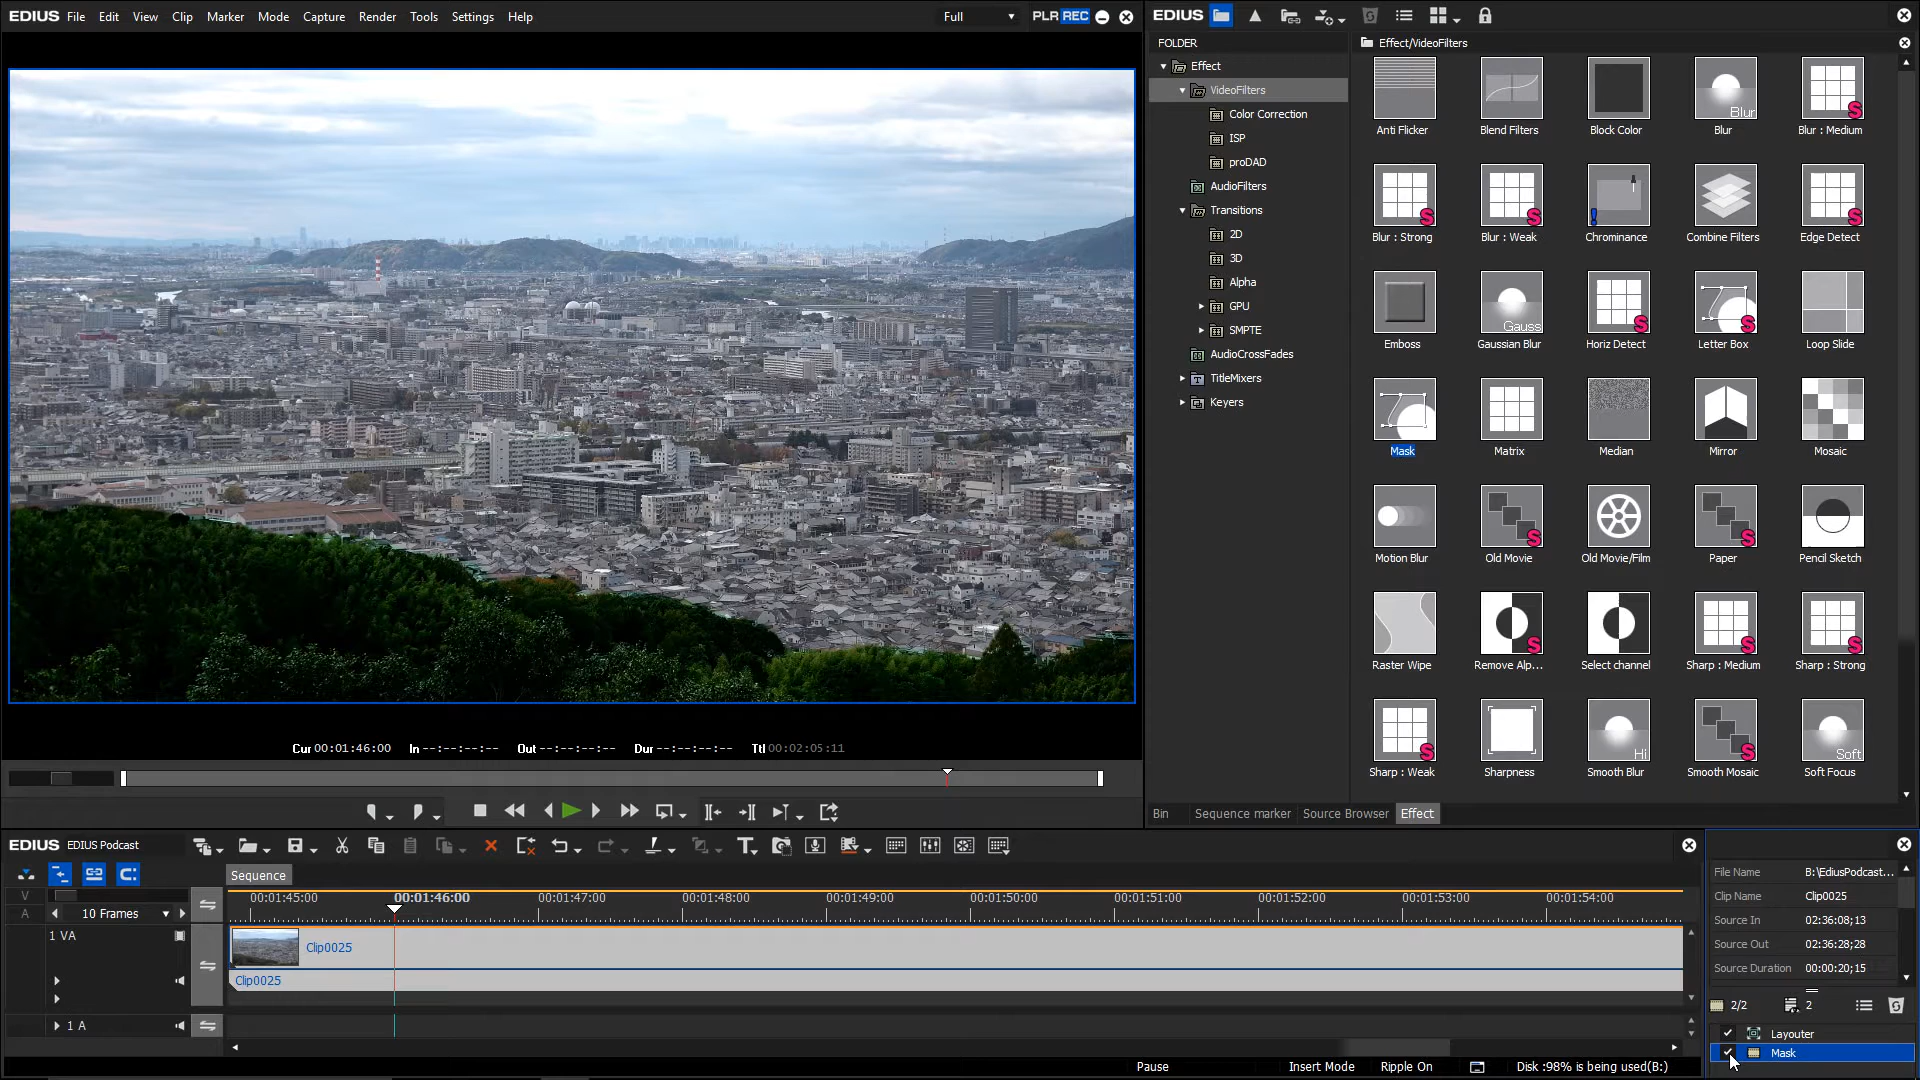 EDIUS File Edit View Clip Marker Mode Capture Render Tools Settings Help Full PLR REC
Cur 00:01:46:00 In --:--:--:-- Out --:--:--:-- Dur --:--:--:-- Ttl 00:02:05:11
EDIUS
FOLDER
Effect
VideoFilters
Color Correction
ISP
proDAD
AudioFilters
Transitions
2D
3D
Alpha
GPU
SMPTE
AudioCrossFades
TitleMixers
Keyers
Effect/VideoFilters
Anti Flicker Blend Filters Block Color Blur Blur Blur : Medium
Blur : Strong Blur : Weak Chrominance Combine Filters Edge Detect
Emboss Gauss Gaussian Blur Horiz Detect Letter Box Loop Slide
Mask Matrix Median Mirror Mosaic
Motion Blur Old Movie Old Movie/Film Paper Pencil Sketch
Raster Wipe Remove Alp... Select channel Sharp : Medium Sharp : Strong
Sharp : Weak Sharpness Hi Smooth Blur Smooth Mosaic Soft Soft Focus
Bin Sequence marker Source Browser Effect
EDIUS EDIUS Podcast
Sequence
V
A 10 Frames
00:01:45:00 00:01:46:00 00:01:47:00 00:01:48:00 00:01:49:00 00:01:50:00 00:01:51:00 00:01:52:00 00:01:53:00 00:01:54:00
1 VA
Clip0025
Clip0025
1 A
Pause Insert Mode Ripple On Disk :98% is being used(B:)
File Name B:\EdiusPodcast...
Clip Name Clip0025
Source In 02:36:08;13
Source Out 02:36:28;28
Source Duration 00:00:20;15
2/2 2
Layouter
Mask